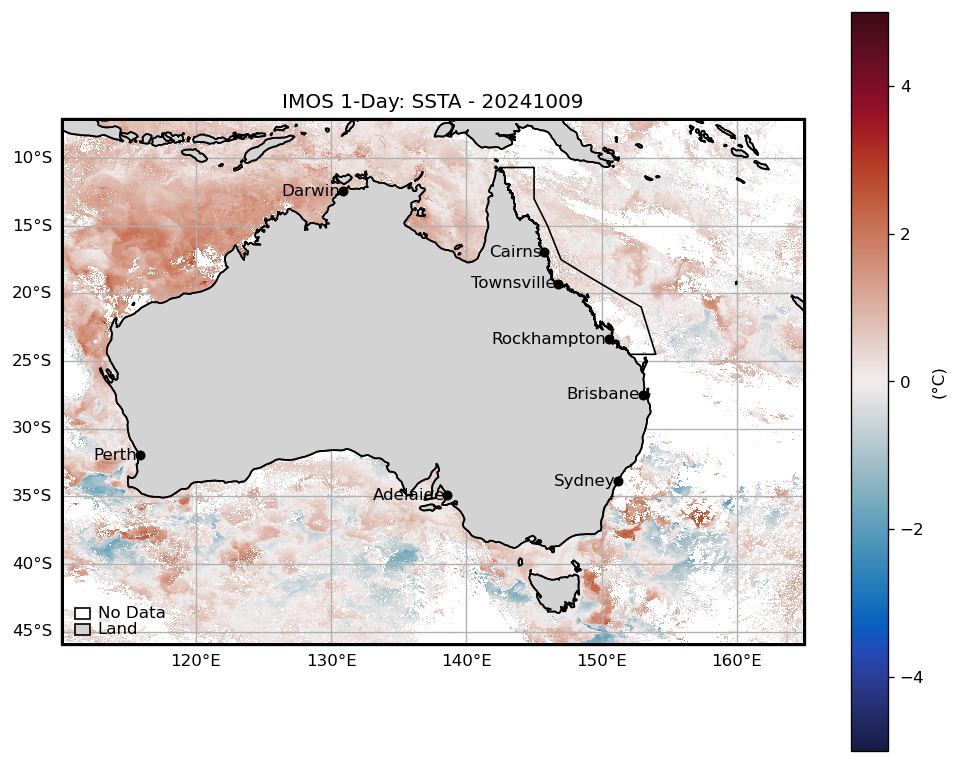 IMOS 1-Day: SSTA - 20241009
10°S
15°S
20°S
25°S
30°S
35°S
40°S
45°S
Darwin
Cairns
Townsville
Rockhampton
Brisbane
Perth
Sydney
Adelaide
No Data
Land
120°E
130°E
140°E
150°E
160°E
4
2
0
−2
−4
(°C)